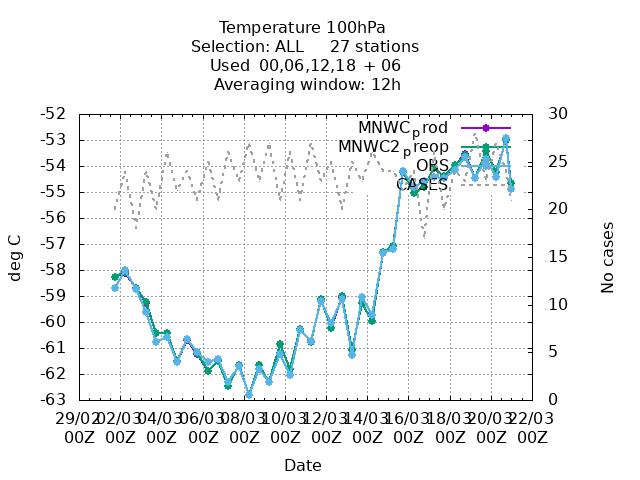 Temperature 100hPa
Selection: ALL 27 stations
Used 00,06,12,18 + 06
Averaging window: 12h
MNWC_prod
MNWC2_preop
OBS
CASES
-52
-53
-54
-55
-56
-57
-58
-59
-60
-61
-62
-63
deg C
30
25
20
15
10
5
0
No cases
29/02 02/03 04/03 06/03 08/03 10/03 12/03 14/03 16/03 18/03 20/03 22/03
00Z 00Z 00Z 00Z 00Z 00Z 00Z 00Z 00Z 00Z 00Z 00Z
Date